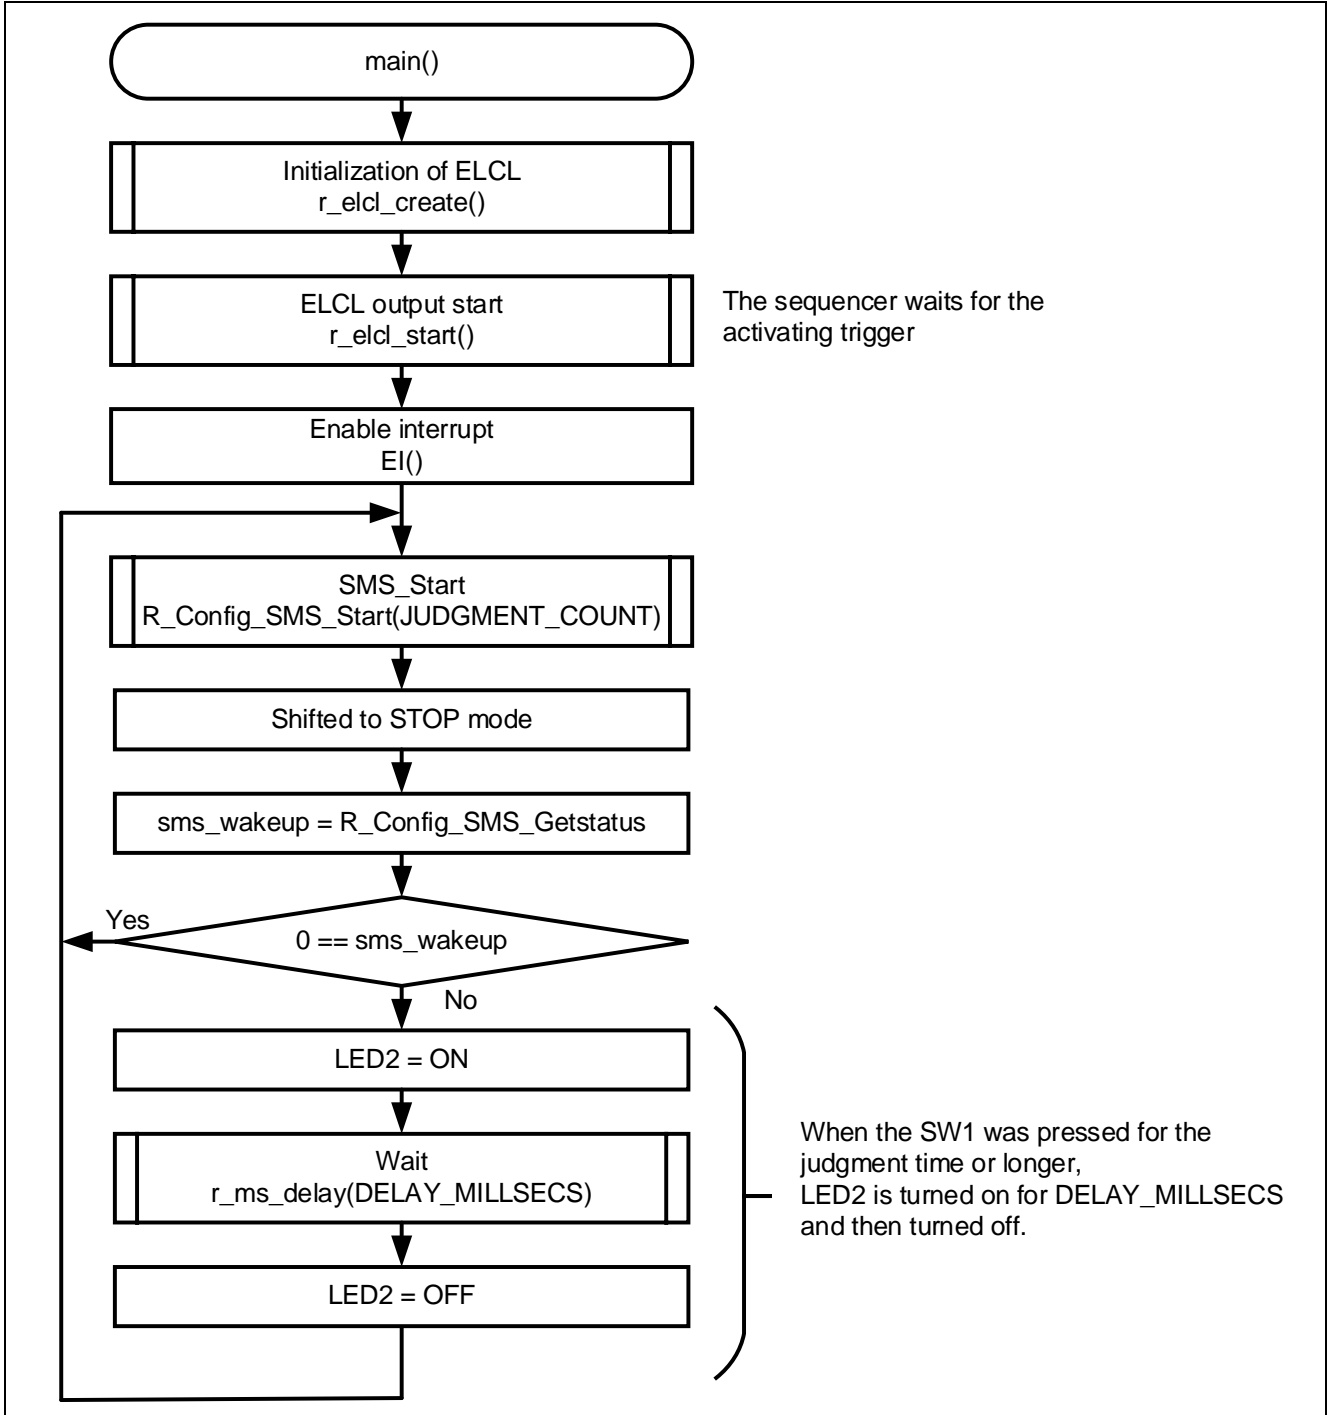 main()
Initialization of ELCL
r_elcl_create()
ELCL output start
r_elcl_start()
The sequencer waits for the
activating trigger
Enable interrupt
EI()
SMS_Start
R_Config_SMS_Start(JUDGMENT_COUNT)
Shifted to STOP mode
sms_wakeup = R_Config_SMS_Getstatus
Yes
0 == sms_wakeup
No
LED2 = ON
Wait
r_ms_delay(DELAY_MILLSECS)
LED2 = OFF
When the SW1 was pressed for the
judgment time or longer,
LED2 is turned on for DELAY_MILLSECS
and then turned off.